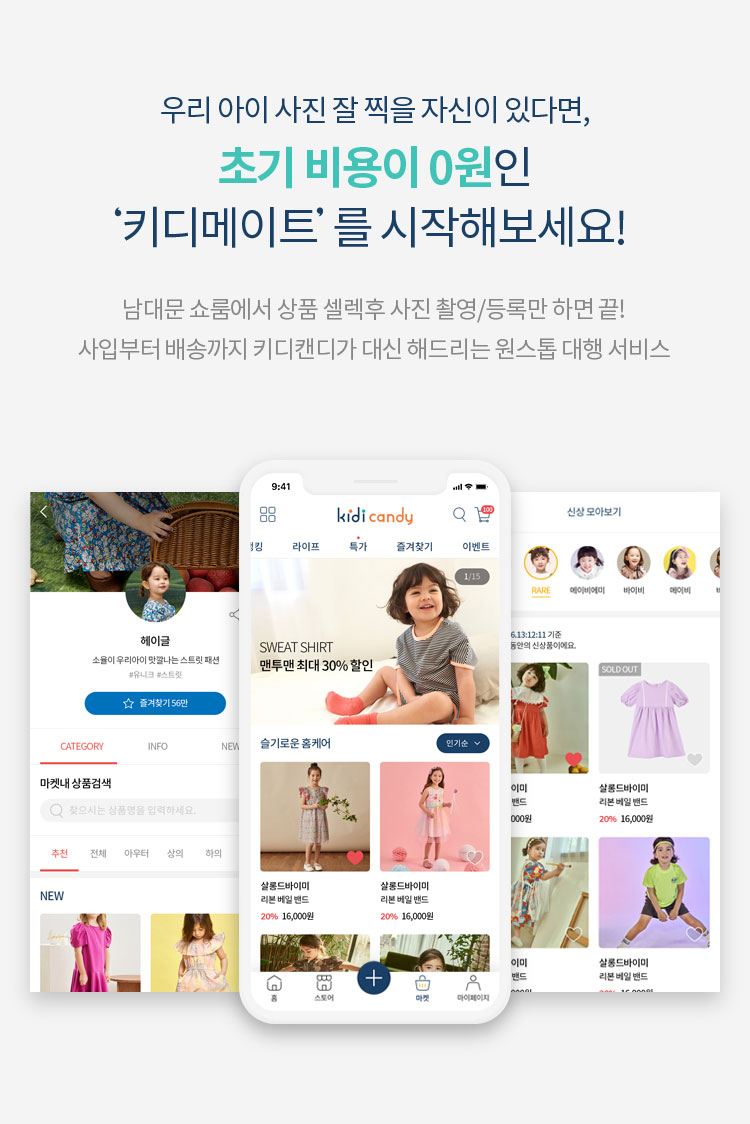 우리 아이 사진 잘 찍을 자신이 있다면,
초기 비용이 0원인
‘키디메이트’ 를 시작해보세요!
남대문 쇼룸에서 상품 셀렉후 사진 촬영/등록만 하면 끝!
사입부터 배송까지 키디캔디가 대신 해드리는 원스톱 대행 서비스
헤이글
소율이 우리아이 맛깔나는 스트릿 패션
#유니크 #스트릿
즐겨찾기 56만
CATEGORY INFO NEW
마켓내 상품검색
찾으시는 상품명을 입력하세요.
추천 전체 아우터 상의 하의
NEW
9:41
kidi candy
100
라이프 특가 즐겨찾기 이벤트
1/15
SWEAT SHIRT
맨투맨 최대 30% 할인
슬기로운 홈케어
인기순
살롱드바이미
리본 베일 밴드
20% 16,000원
살롱드바이미
리본 베일 밴드
20% 16,000원
홈 스토어 마켓 마이페이지
신상 모아보기
RARE 메이비에미 바이비 메이비
6.13:12:11 기준
동안의 신상품이에요.
SOLD OUT
이미
밴드
000원
살롱드바이미
리본 베일 밴드
20% 16,000원
이미
밴드
살롱드바이미
리본 베일 밴드